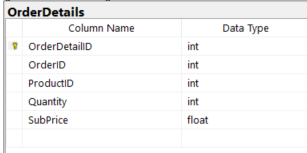 OrderDetails
Column Name Data Type
OrderDetailID int
OrderID int
ProductID int
Quantity int
SubPrice float